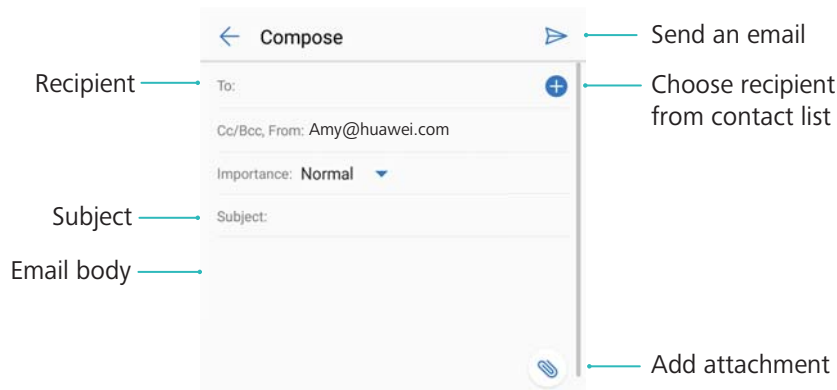 Compose
Send an email
Recipient
To:
Choose recipient
from contact list
Cc/Bcc, From: Amy@huawei.com
Importance: Normal
Subject
Subject:
Email body
Add attachment